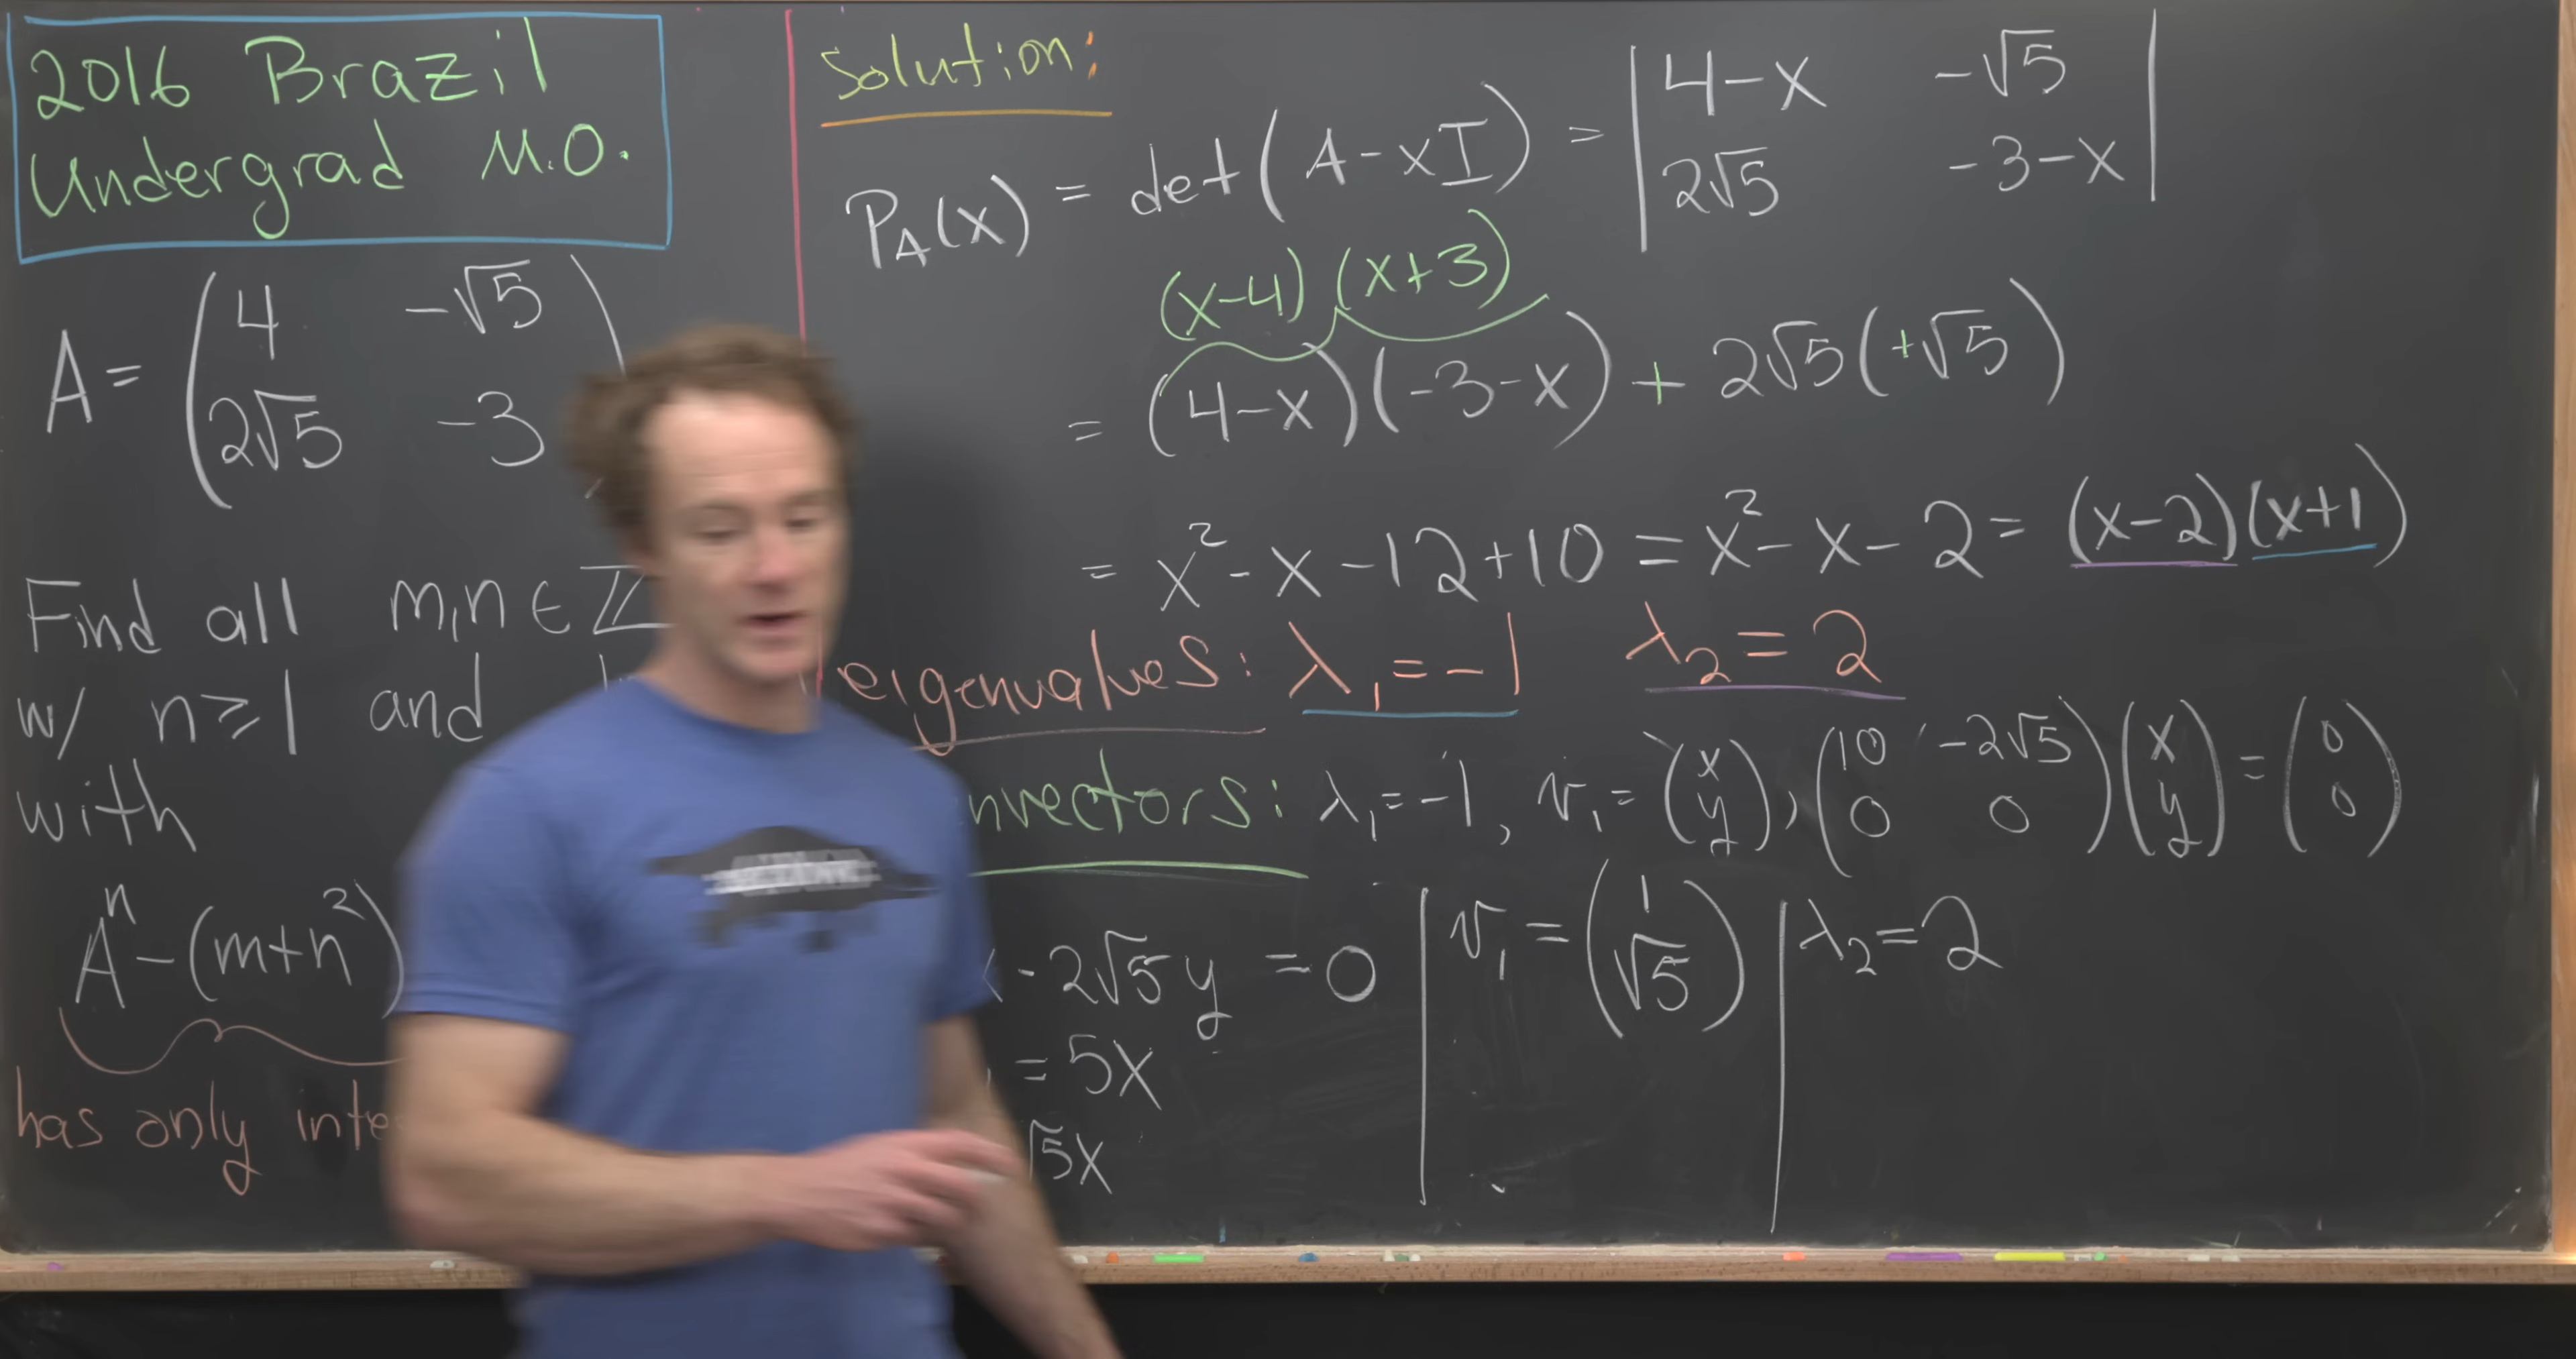 2016 Brazil
Undergrad M.O.
A = ( 4 -√5
2√5 -3
Find all m,n ∈ ℤ
w/ n ≥ 1 and
with
Aⁿ - (m+n²)
has only inte
Solution:
P_A(x) = det(A - xI) = | 4-x -√5 |
| 2√5 -3-x |
(x-4)(x+3)
= (4-x)(-3-x) + 2√5(+√5)
= x² - x - 12 + 10 = x² - x - 2 = (x-2)(x+1)
eigenvalues: λ₁ = -1 λ₂ = 2
nvectors: λ₁ = -1, v₁ = (x y), (10 -2√5 0 0)(x y) = (0 0)
- 2√5y = 0
= 5x
√5x
v₁ = (1 √5)
λ₂ = 2